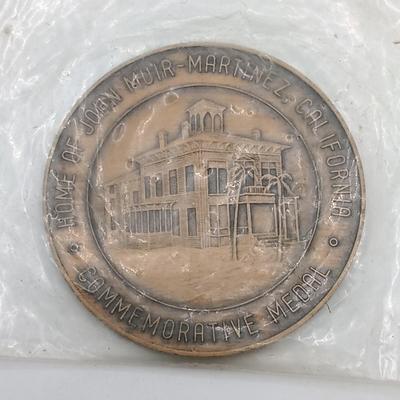 HOME OF JOHN MUIR-MARTINEZ, CALIFORNIA
COMMEMORATIVE MEDAL